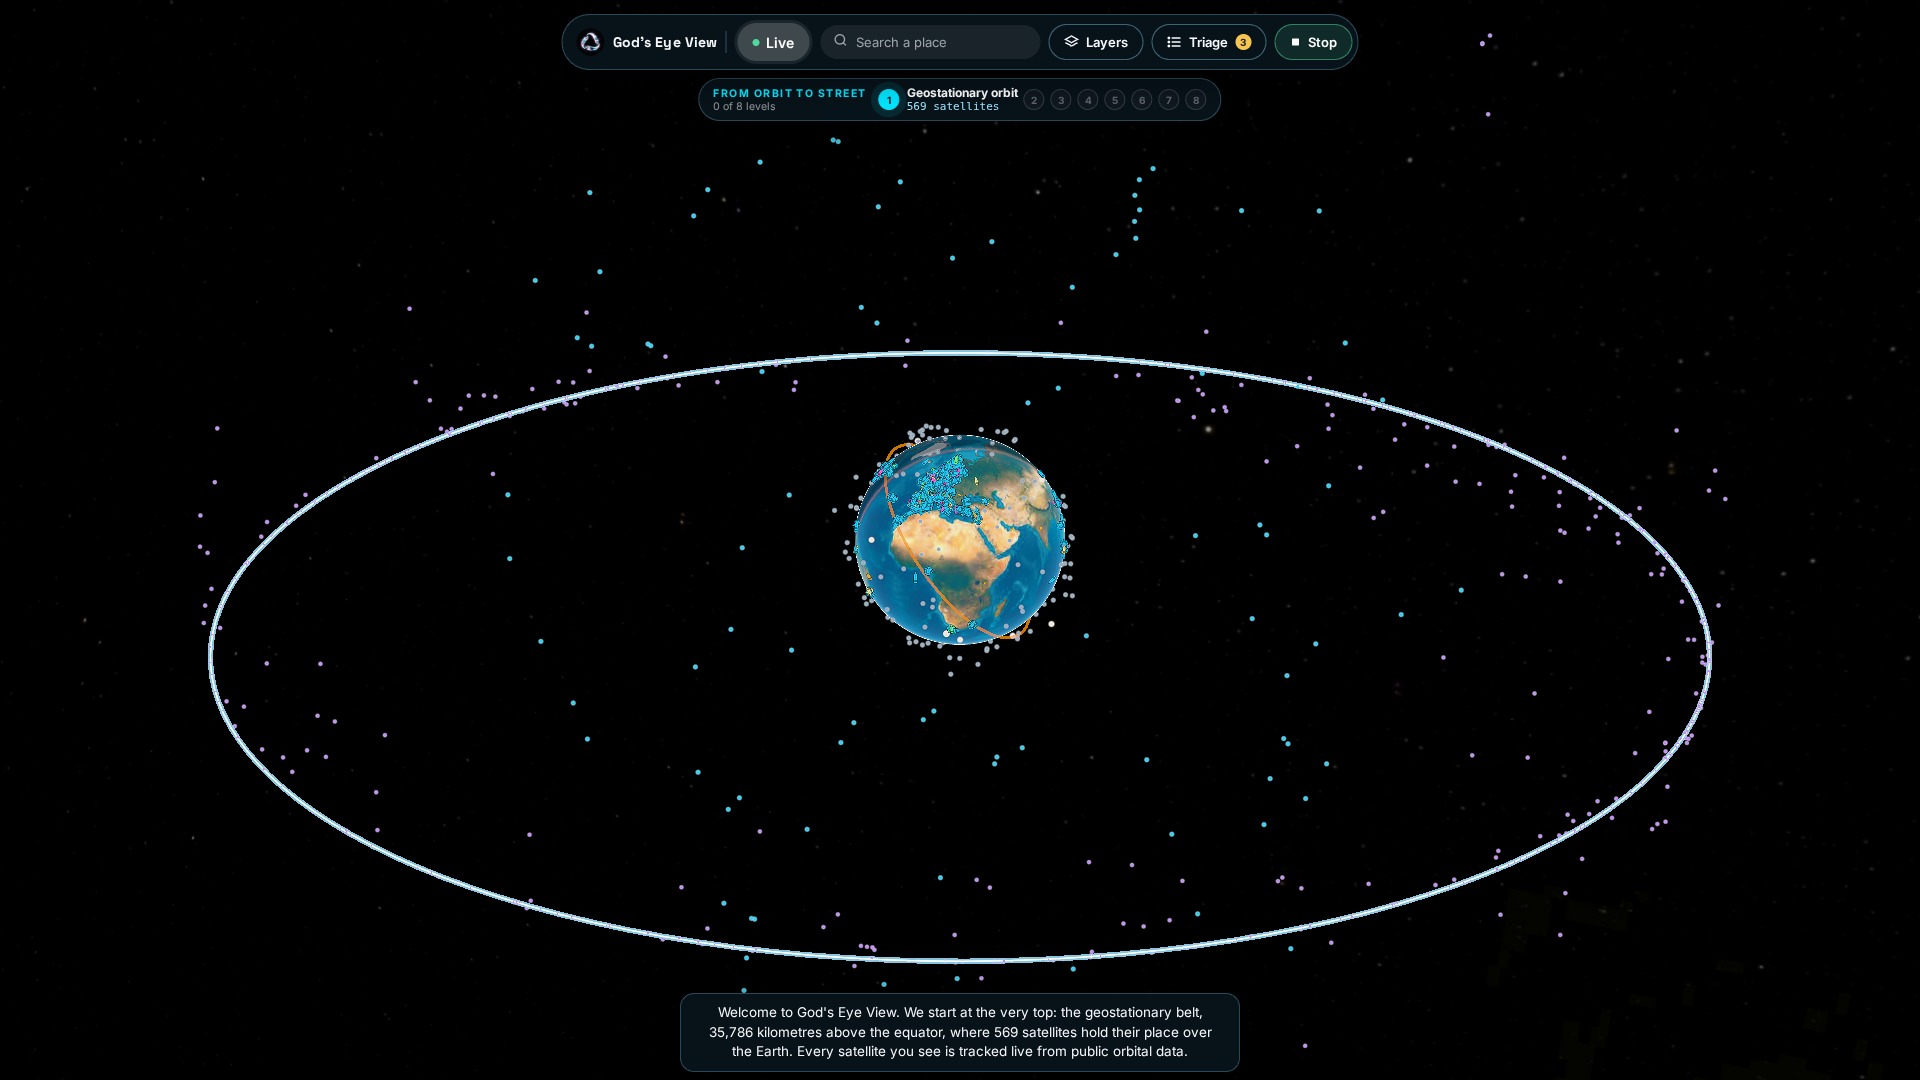 God's Eye View
Live
Search a place
Layers
Triage 3
Stop
FROM ORBIT TO STREET
0 of 8 levels
1
Geostationary orbit
569 satellites
2 3 4 5 6 7 8
Welcome to God's Eye View. We start at the very top: the geostationary belt,
35,786 kilometres above the equator, where 569 satellites hold their place over
the Earth. Every satellite you see is tracked live from public orbital data.